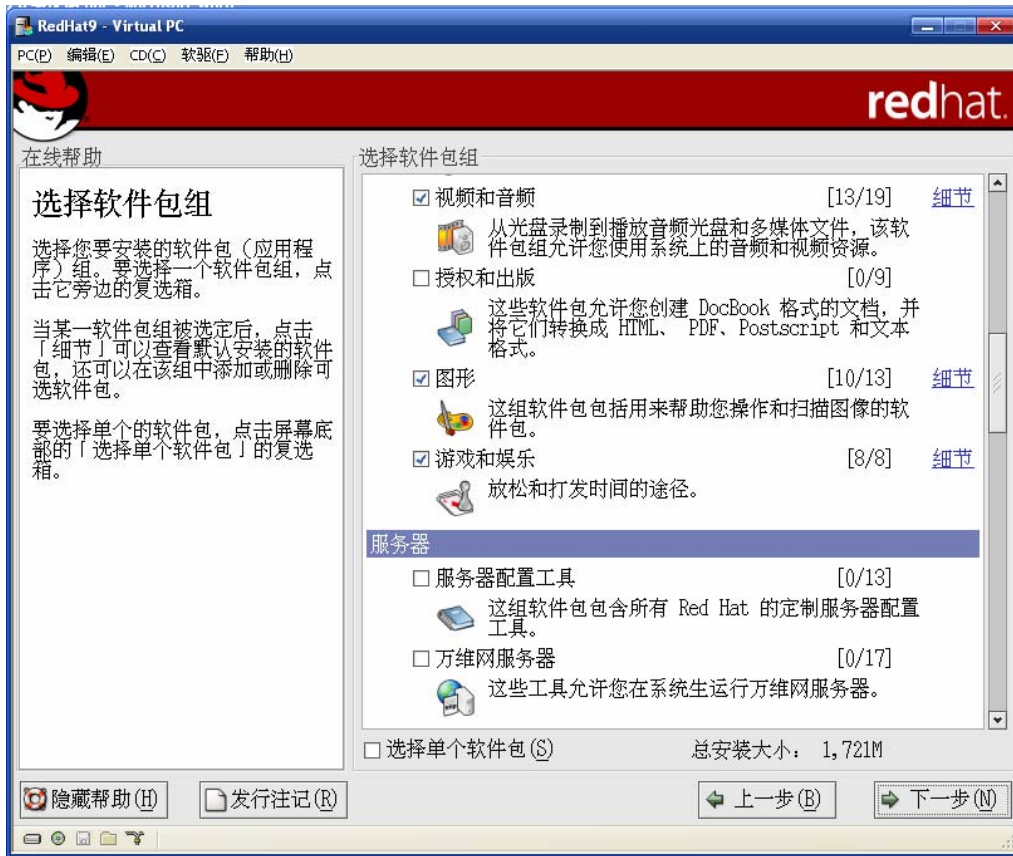 RedHat9 - Virtual PC
PC(P) 编辑(E) CD(C) 软驱(F) 帮助(H)
redhat.
在线帮助
选择软件包组
选择您要安装的软件包（应用程
序）组。要选择一个软件包组，点
击它旁边的复选箱。
当某一软件包组被选定后，点击
「细节」可以查看默认安装的软件
包，还可以在该组中添加或删除可
选软件包。
要选择单个的软件包，点击屏幕底
部的「选择单个软件包」的复选
箱。
选择软件包组
视频和音频 [13/19] 细节
从光盘录制到播放音频光盘和多媒体文件，该软
件包组允许您使用系统上的音频和视频资源。
授权和出版 [0/9]
这些软件包允许您创建 DocBook 格式的文档，并
将它们转换成 HTML、 PDF、Postscript 和文本
格式。
图形 [10/13] 细节
这组软件包包括用来帮助您操作和扫描图像的软
件包。
游戏和娱乐 [8/8] 细节
放松和打发时间的途径。
服务器
服务器配置工具 [0/13]
这组软件包包含所有 Red Hat 的定制服务器配置
工具。
万维网服务器 [0/17]
这些工具允许您在系统生运行万维网服务器。
选择单个软件包(S) 总安装大小： 1,721M
隐藏帮助(H) 发行注记(R) 上一步(B) 下一步(N)